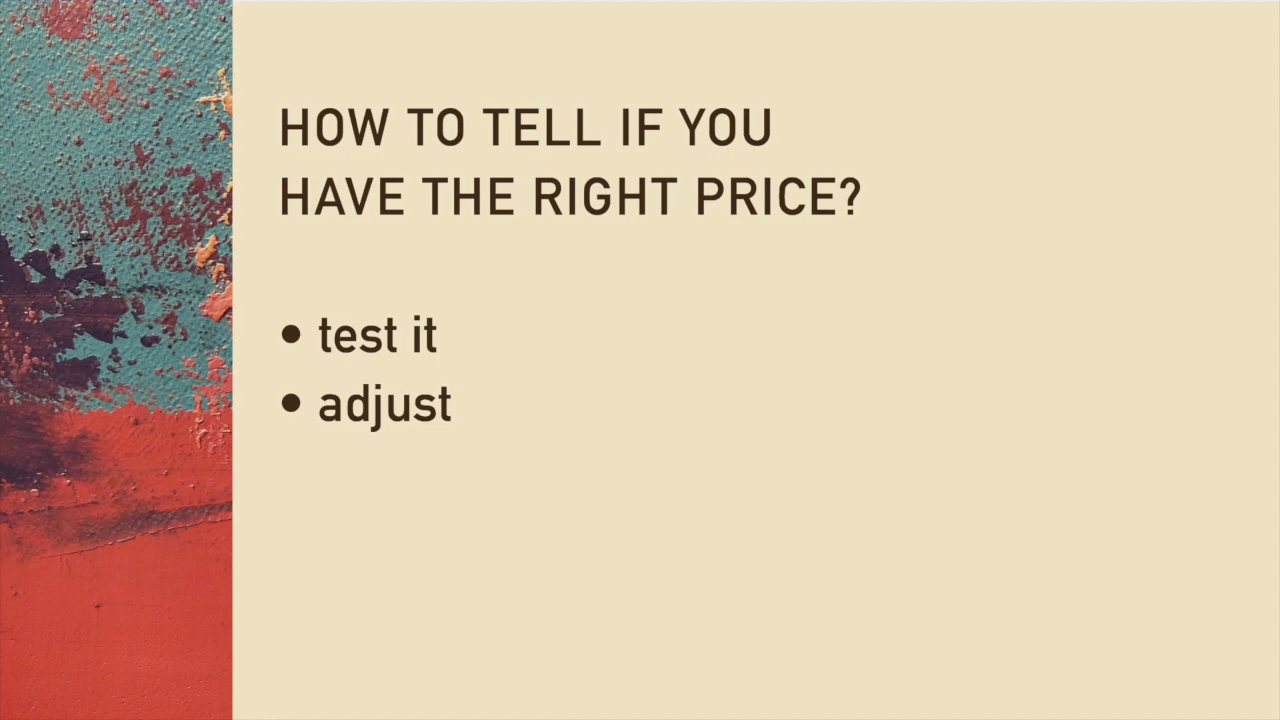 HOW TO TELL IF YOU
HAVE THE RIGHT PRICE?
• test it
• adjust